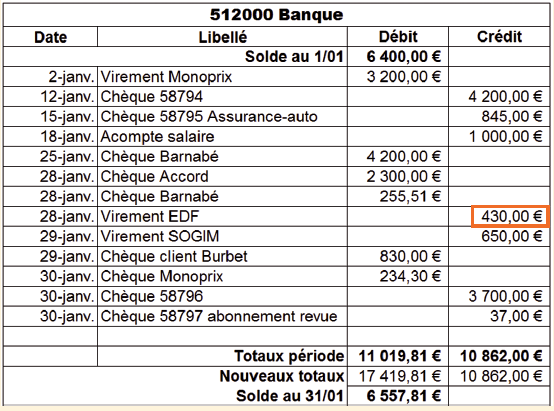 512000 Banque
Date Libellé Débit Crédit
Solde au 1/01 6 400,00 €
2-janv. Virement Monoprix 3 200,00 €
12-janv. Chèque 58794 4 200,00 €
15-janv. Chèque 58795 Assurance-auto 845,00 €
18-janv. Acompte salaire 1 000,00 €
25-janv. Chèque Barnabé 4 200,00 €
28-janv. Chèque Accord 2 300,00 €
28-janv. Chèque Barnabé 255,51 €
28-janv. Virement EDF 430,00 €
29-janv. Virement SOGIM 650,00 €
29-janv. Chèque client Burbet 830,00 €
30-janv. Chèque Monoprix 234,30 €
30-janv. Chèque 58796 3 700,00 €
30-janv. Chèque 58797 abonnement revue 37,00 €
Totaux période 11 019,81 € 10 862,00 €
Nouveaux totaux 17 419,81 € 10 862,00 €
Solde au 31/01 6 557,81 €